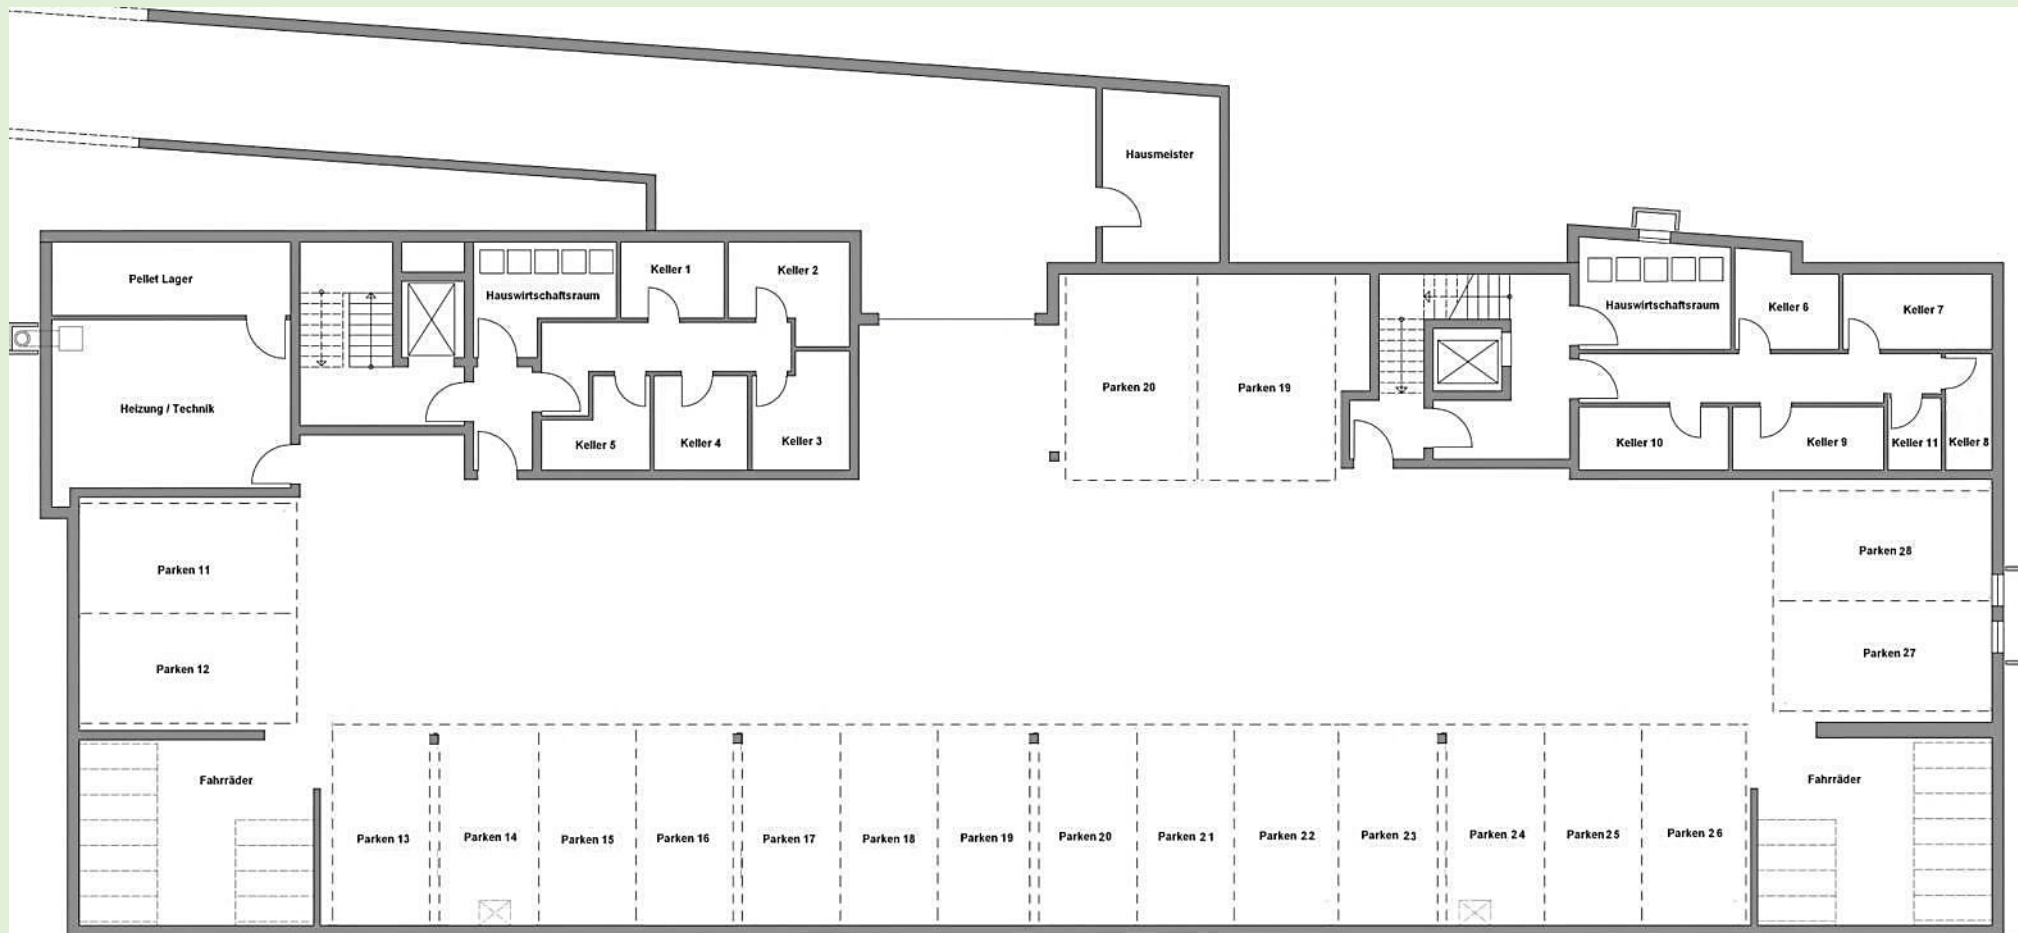 Hausmeister
Pellet Lager
Hauswirtschaftsraum
Keller 1
Keller 2
Hauswirtschaftsraum
Keller 6
Keller 7
Heizung / Technik
Keller 5
Keller 4
Keller 3
Parken 20
Parken 19
Keller 10
Keller 9
Keller 11
Keller 8
Parken 11
Parken 12
Parken 28
Parken 27
Fahrräder
Fahrräder
Parken 13
Parken 14
Parken 15
Parken 16
Parken 17
Parken 18
Parken 19
Parken 20
Parken 21
Parken 22
Parken 23
Parken 24
Parken 25
Parken 26